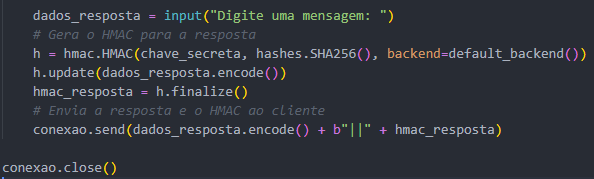 dados_resposta = input("Digite uma mensagem: ")
# Gera o HMAC para a resposta
h = hmac.HMAC(chave_secreta, hashes.SHA256(), backend=default_backend())
h.update(dados_resposta.encode())
hmac_resposta = h.finalize()
# Envia a resposta e o HMAC ao cliente
conexao.send(dados_resposta.encode() + b"||" + hmac_resposta)
conexao.close()